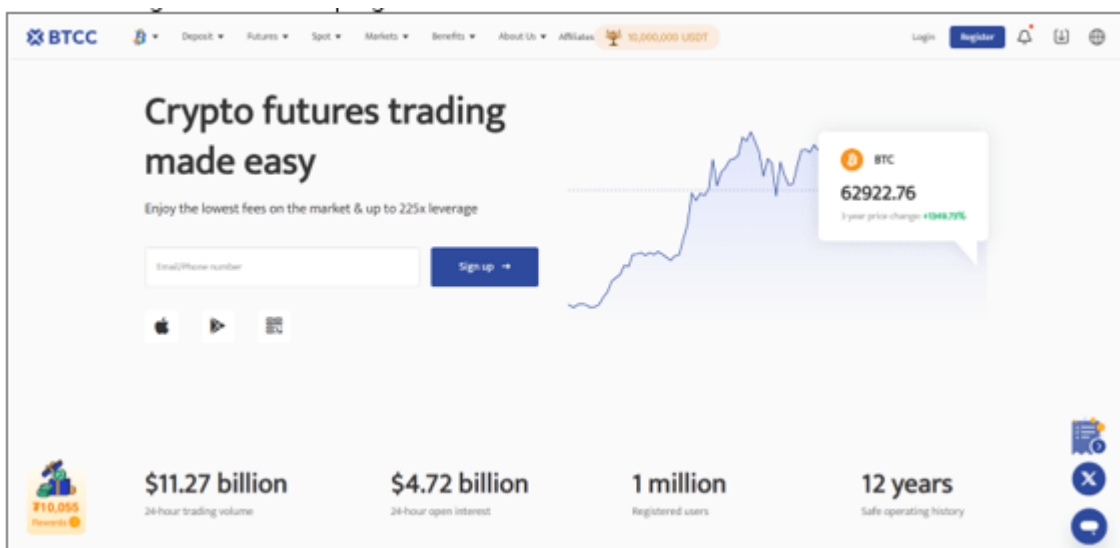 BTCC
Deposit Futures Spot Markets Benefits About Us Affiliates 10,000,000 USDT Login Register
Crypto futures trading
made easy
Enjoy the lowest fees on the market & up to 225x leverage
Email/Phone number
Sign up →
BTC
62922.76
price change:
$11.27 billion
24-hour trading volume
$4.72 billion
24-hour open interest
1 million
Registered users
12 years
Safe operating history
₮10,055
Rewards